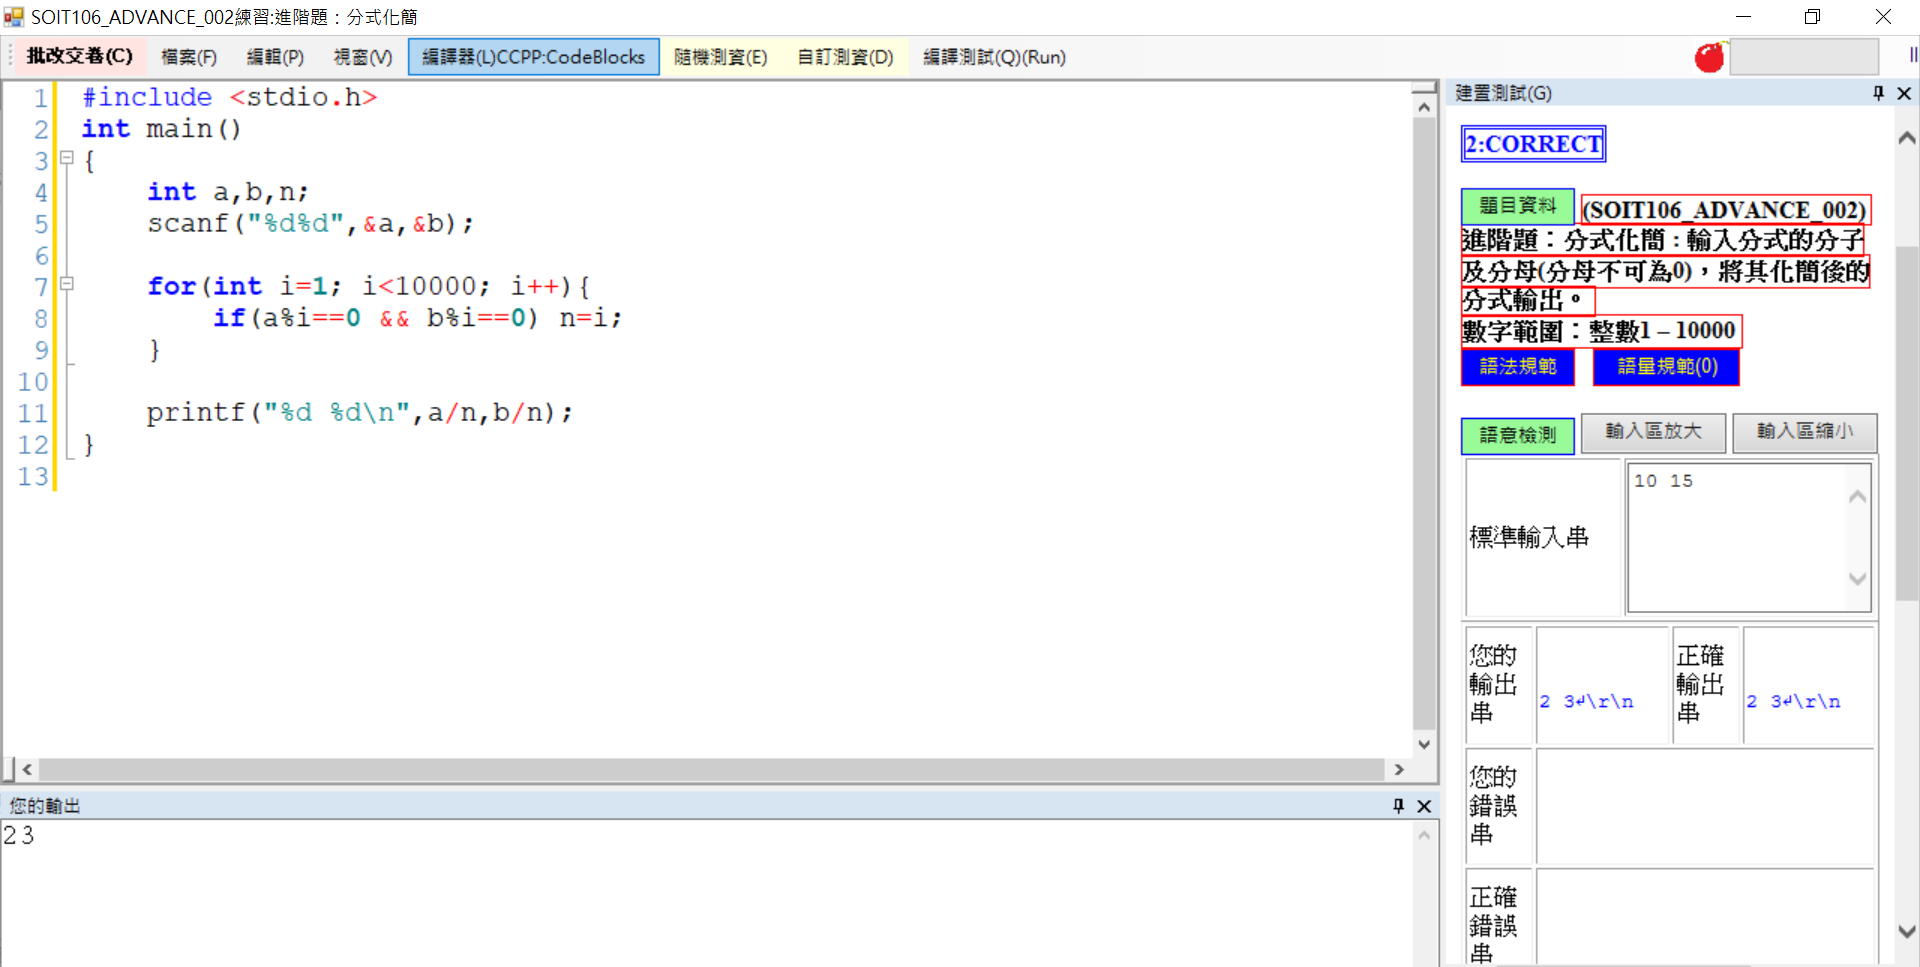 SOIT106_ADVANCE_002練習:進階題：分式化簡
批改交卷(C) 檔案(F) 編輯(P) 視窗(V) 編譯器(L)CCPP:CodeBlocks 隨機測資(E) 自訂測資(D) 編譯測試(Q)(Run)
1 #include <stdio.h>
2 int main()
3 {
4 int a,b,n;
5 scanf("%d%d",&a,&b);
6
7 for(int i=1; i<10000; i++){
8 if(a%i==0 && b%i==0) n=i;
9 }
10
11 printf("%d %d\n",a/n,b/n);
12 }
13
您的輸出
2 3
建置測試(G)
2:CORRECT
題目資料 (SOIT106_ADVANCE_002)
進階題：分式化簡：輸入分式的分子
及分母(分母不可為0)，將其化簡後的
分式輸出。
數字範圍：整數1 – 10000
語法規範 語量規範(0)
語意檢測 輸入區放大 輸入區縮小
標準輸入串
10 15
您的
輸出
串
2 3↵\r\n
正確
輸出
串
2 3↵\r\n
您的
錯誤
串
正確
錯誤
串